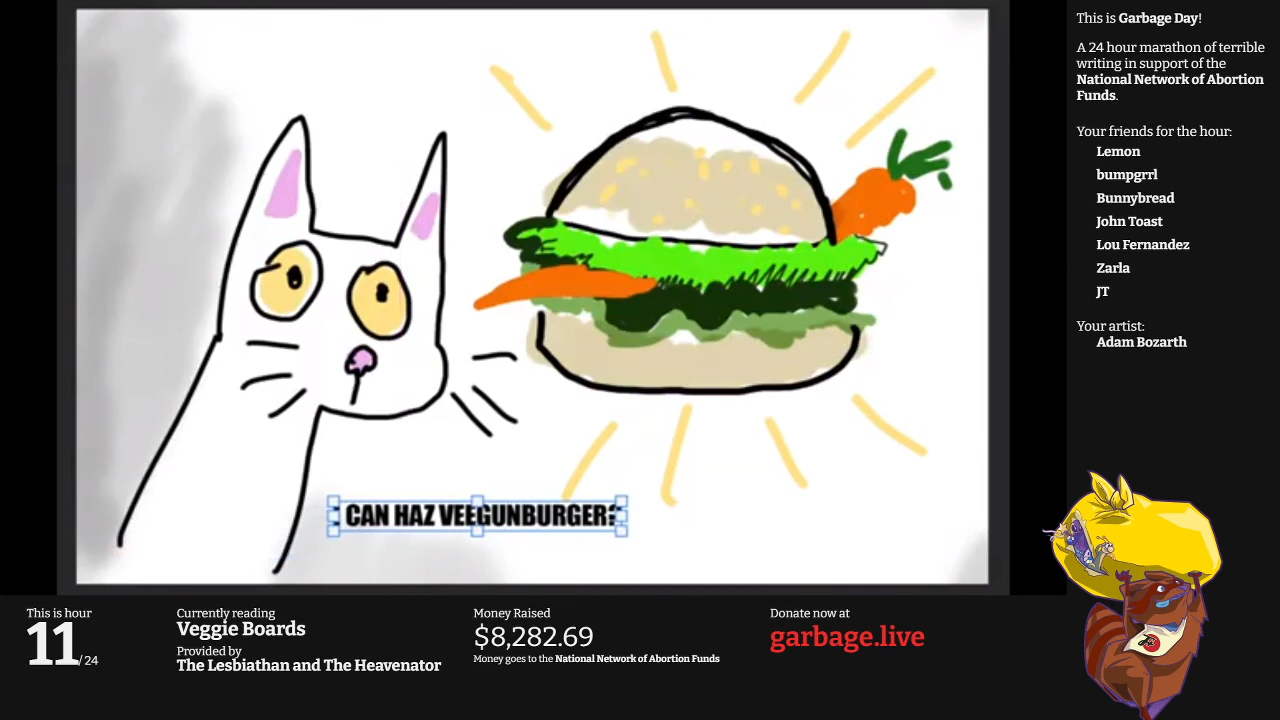 This is Garbage Day!
A 24 hour marathon of terrible
writing in support of the
National Network of Abortion
Funds.
Your friends for the hour:
Lemon
bumpgrrl
Bunnybread
John Toast
Lou Fernandez
Zarla
JT
Your artist:
Adam Bozarth
CAN HAZ VEEGUNBURGER?
This is hour
11/ 24
Currently reading
Veggie Boards
Provided by
The Lesbiathan and The Heavenator
Money Raised
$8,282.69
Money goes to the National Network of Abortion Funds
Donate now at
garbage.live